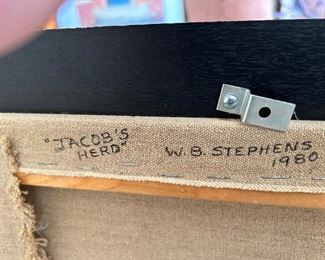 "JACOB'S
HERD"
W. B. STEPHENS
1980